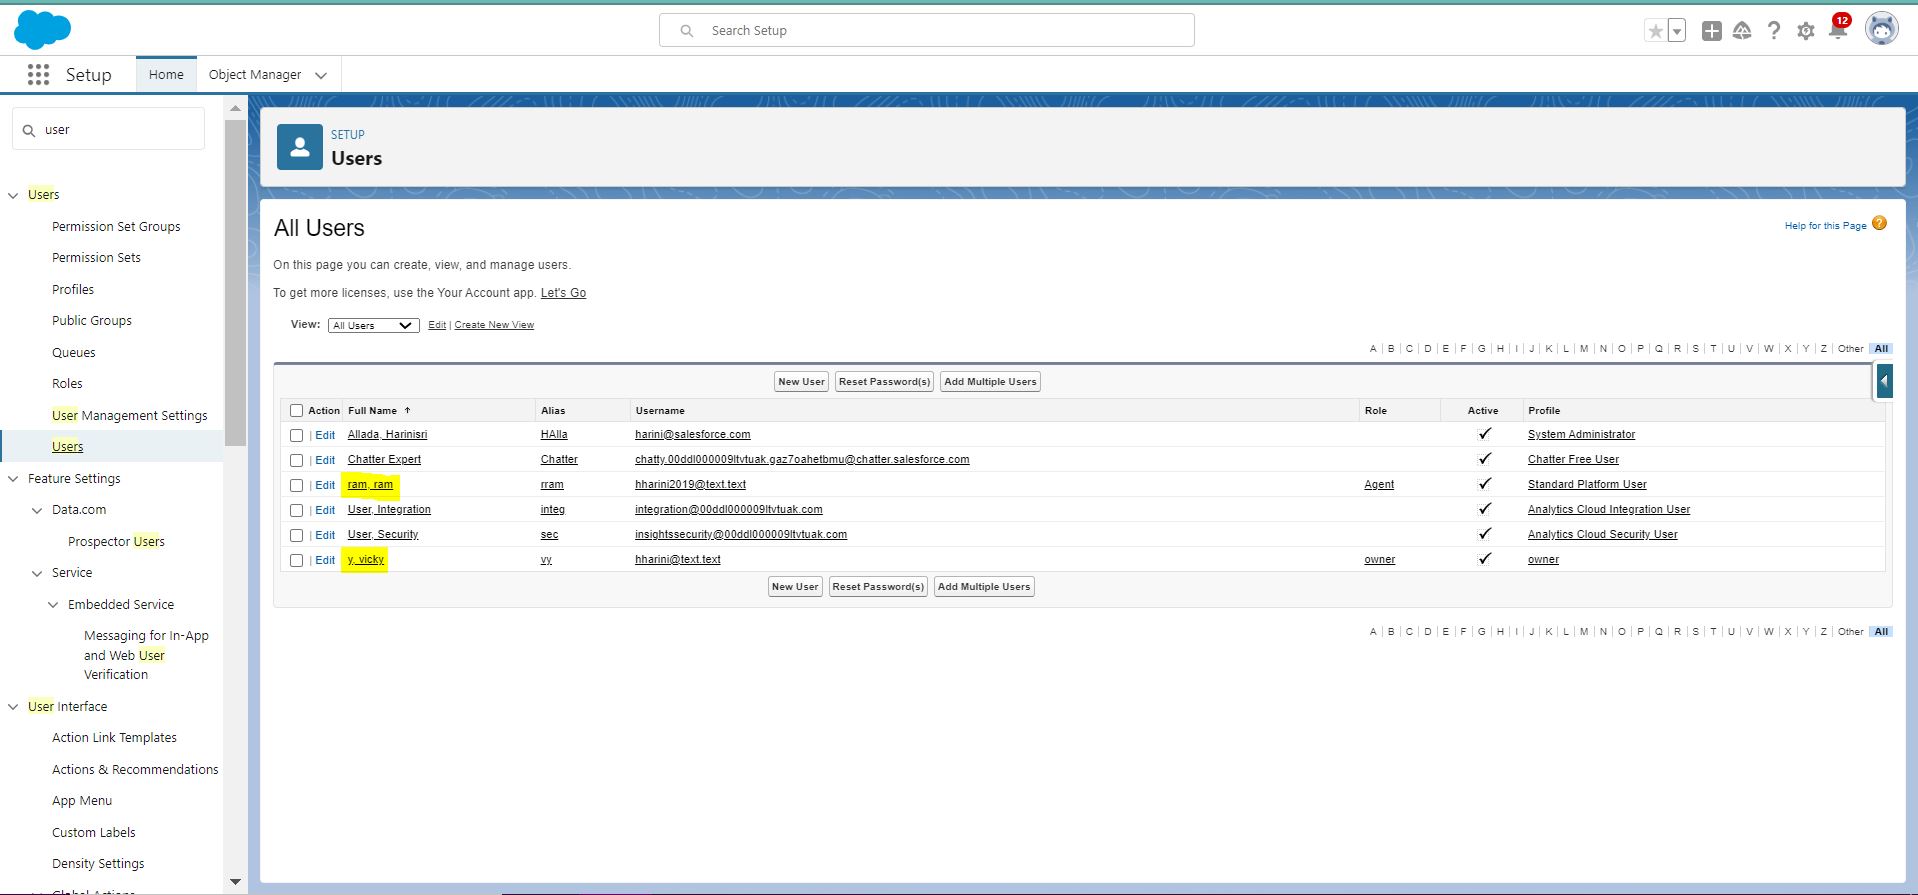 Search Setup
12
Setup
Home
Object Manager
user
Users
Permission Set Groups
Permission Sets
Profiles
Public Groups
Queues
Roles
User Management Settings
Users
Feature Settings
Data.com
Prospector Users
Service
Embedded Service
Messaging for In-App
and Web User
Verification
User Interface
Action Link Templates
Actions & Recommendations
App Menu
Custom Labels
Density Settings
Global Actions
SETUP
Users
All Users
Help for this Page ?
On this page you can create, view, and manage users.
To get more licenses, use the Your Account app. Let's Go
View: All Users Edit | Create New View
A | B | C | D | E | F | G | H | I | J | K | L | M | N | O | P | Q | R | S | T | U | V | W | X | Y | Z | Other All
New User Reset Password(s) Add Multiple Users
Action Full Name ↑ Alias Username Role Active Profile
| Edit Allada, Harinisri HAlla harini@salesforce.com ✓ System Administrator
| Edit Chatter Expert Chatter chatty.00ddl000009ltvtuak.gaz7oahetbmu@chatter.salesforce.com ✓ Chatter Free User
| Edit ram, ram rram hharini2019@text.text Agent ✓ Standard Platform User
| Edit User, Integration integ integration@00ddl000009ltvtuak.com ✓ Analytics Cloud Integration User
| Edit User, Security sec insightssecurity@00ddl000009ltvtuak.com ✓ Analytics Cloud Security User
| Edit y, vicky vy hharini@text.text owner ✓ owner
New User Reset Password(s) Add Multiple Users
A | B | C | D | E | F | G | H | I | J | K | L | M | N | O | P | Q | R | S | T | U | V | W | X | Y | Z | Other All